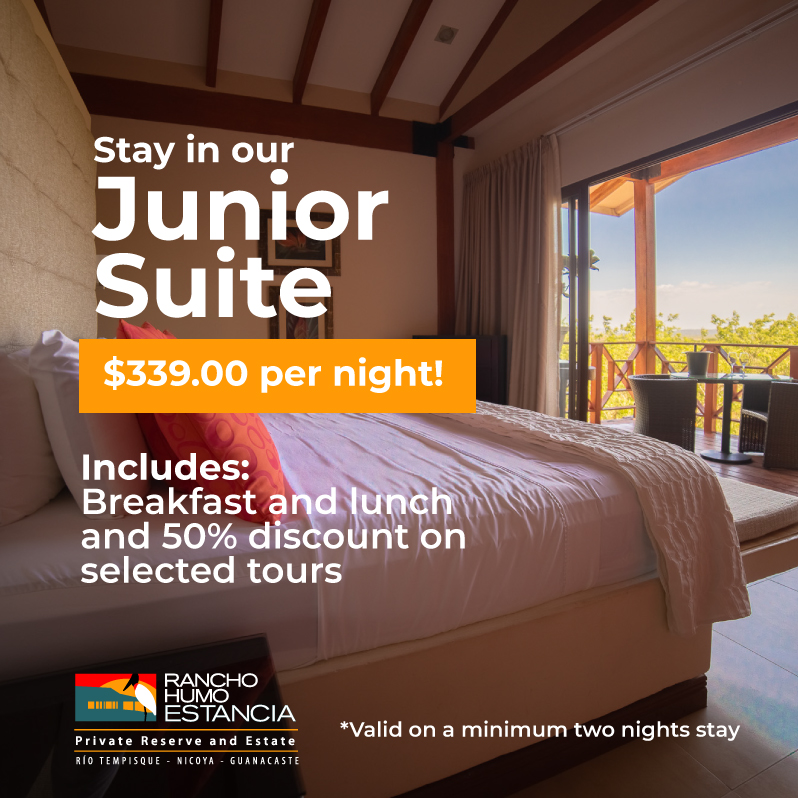 Stay in our
Junior
Suite
$339.00 per night!
Includes:
Breakfast and lunch
and 50% discount on
selected tours
RANCHO
HUMO
ESTANCIA
Private Reserve and Estate
RÍO TEMPISQUE - NICOYA - GUANACASTE
*Valid on a minimum two nights stay